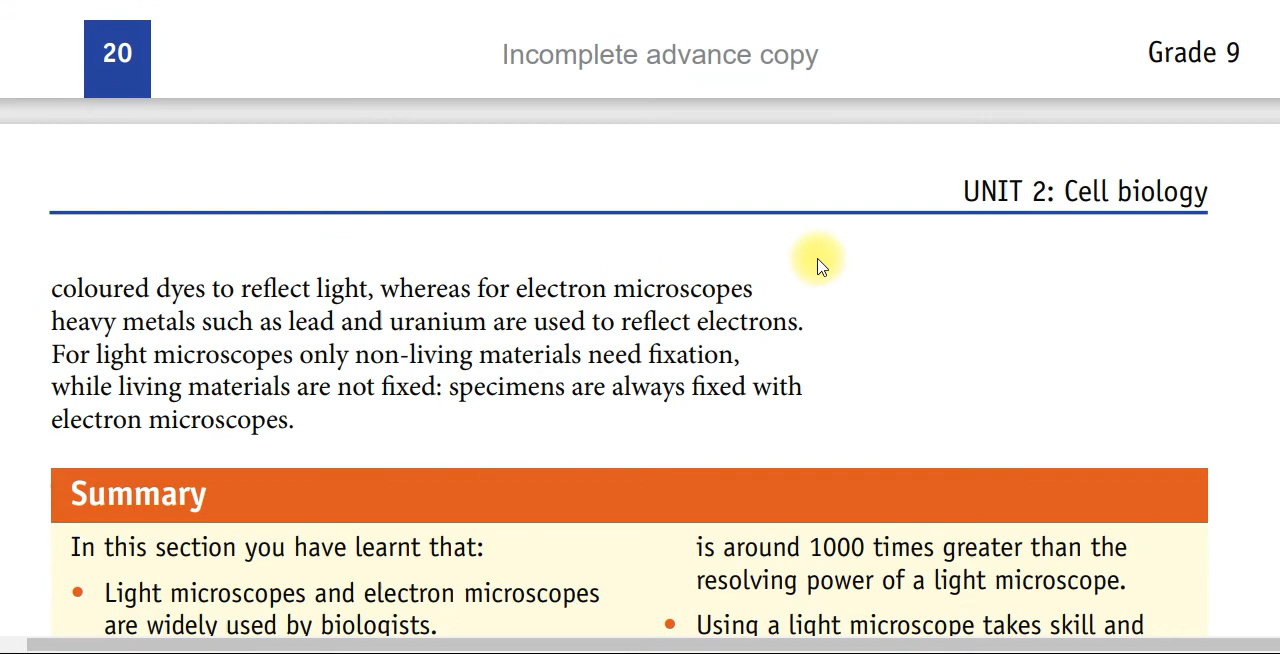 20
Incomplete advance copy
Grade 9
UNIT 2: Cell biology
coloured dyes to reflect light, whereas for electron microscopes
heavy metals such as lead and uranium are used to reflect electrons.
For light microscopes only non-living materials need fixation,
while living materials are not fixed: specimens are always fixed with
electron microscopes.
Summary
In this section you have learnt that:
• Light microscopes and electron microscopes
are widely used by biologists.
is around 1000 times greater than the
resolving power of a light microscope.
• Using a light microscope takes skill and